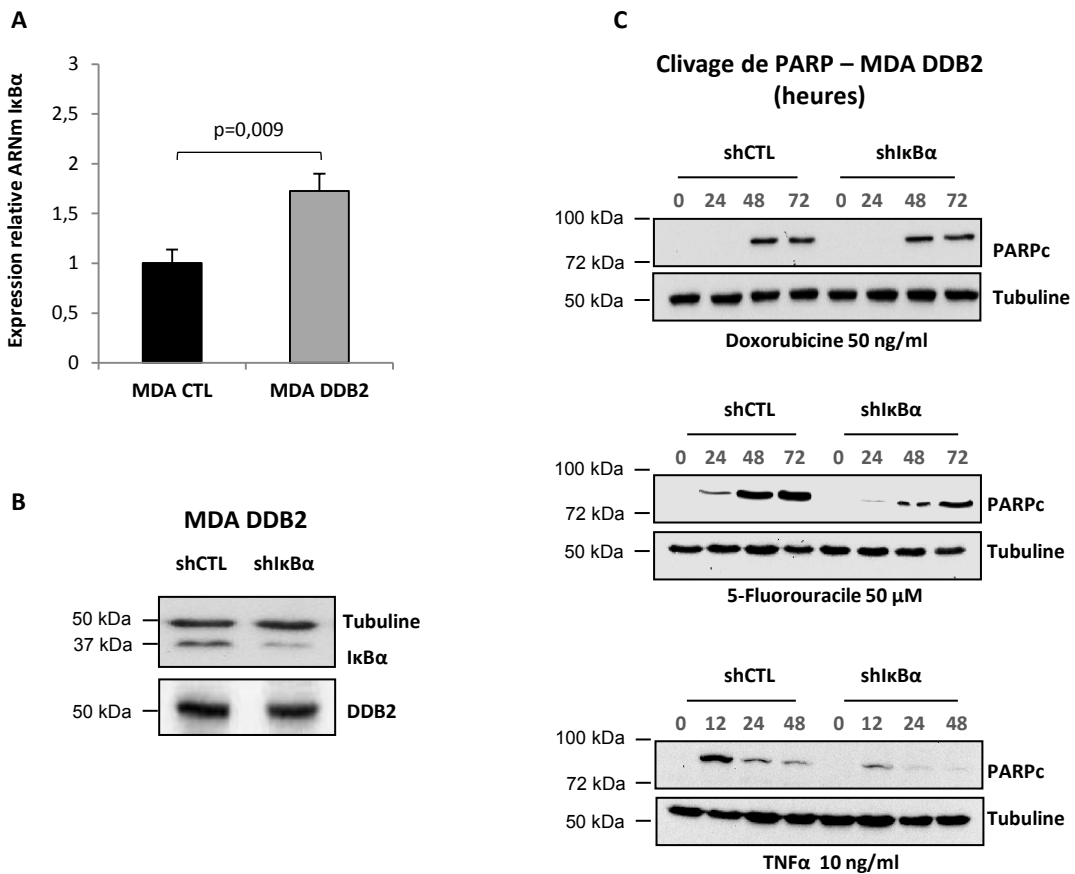 A
Expression relative ARNm IκBα
3
2,5
2
1,5
1
0,5
0
p=0,009
MDA CTL MDA DDB2
B
MDA DDB2
shCTL shIκBα
50 kDa
37 kDa
Tubuline
IκBα
50 kDa
DDB2
C
Clivage de PARP – MDA DDB2
(heures)
shCTL shIκBα
0 24 48 72 0 24 48 72
100 kDa
72 kDa
PARPc
50 kDa
Tubuline
Doxorubicine 50 ng/ml
shCTL shIκBα
0 24 48 72 0 24 48 72
100 kDa
72 kDa
PARPc
50 kDa
Tubuline
5-Fluorouracile 50 μM
shCTL shIκBα
0 12 24 48 0 12 24 48
100 kDa
72 kDa
PARPc
50 kDa
Tubuline
TNFα 10 ng/ml